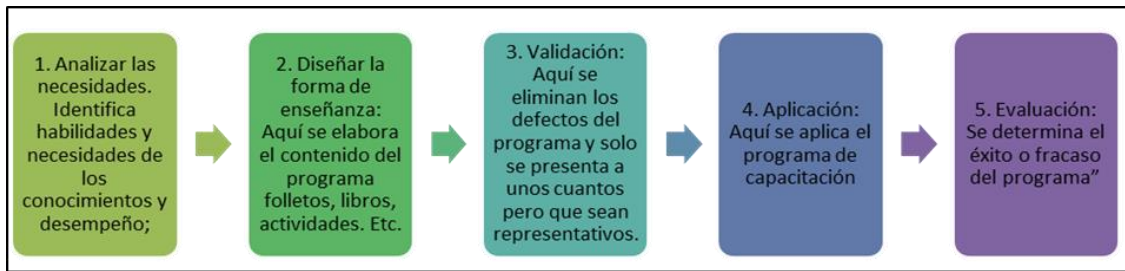 1. Analizar las
necesidades.
Identifica
habilidades y
necesidades de
los
conocimientos y
desempeño;
2. Diseñar la
forma de
enseñanza:
Aquí se elabora
el contenido del
programa
folletos, libros,
actividades. Etc.
3. Validación:
Aquí se
eliminan los
defectos del
programa y solo
se presenta a
unos cuantos
pero que sean
representativos.
4. Aplicación:
Aquí se aplica el
programa de
capacitación
5. Evaluación:
Se determina el
éxito o fracaso
del programa”